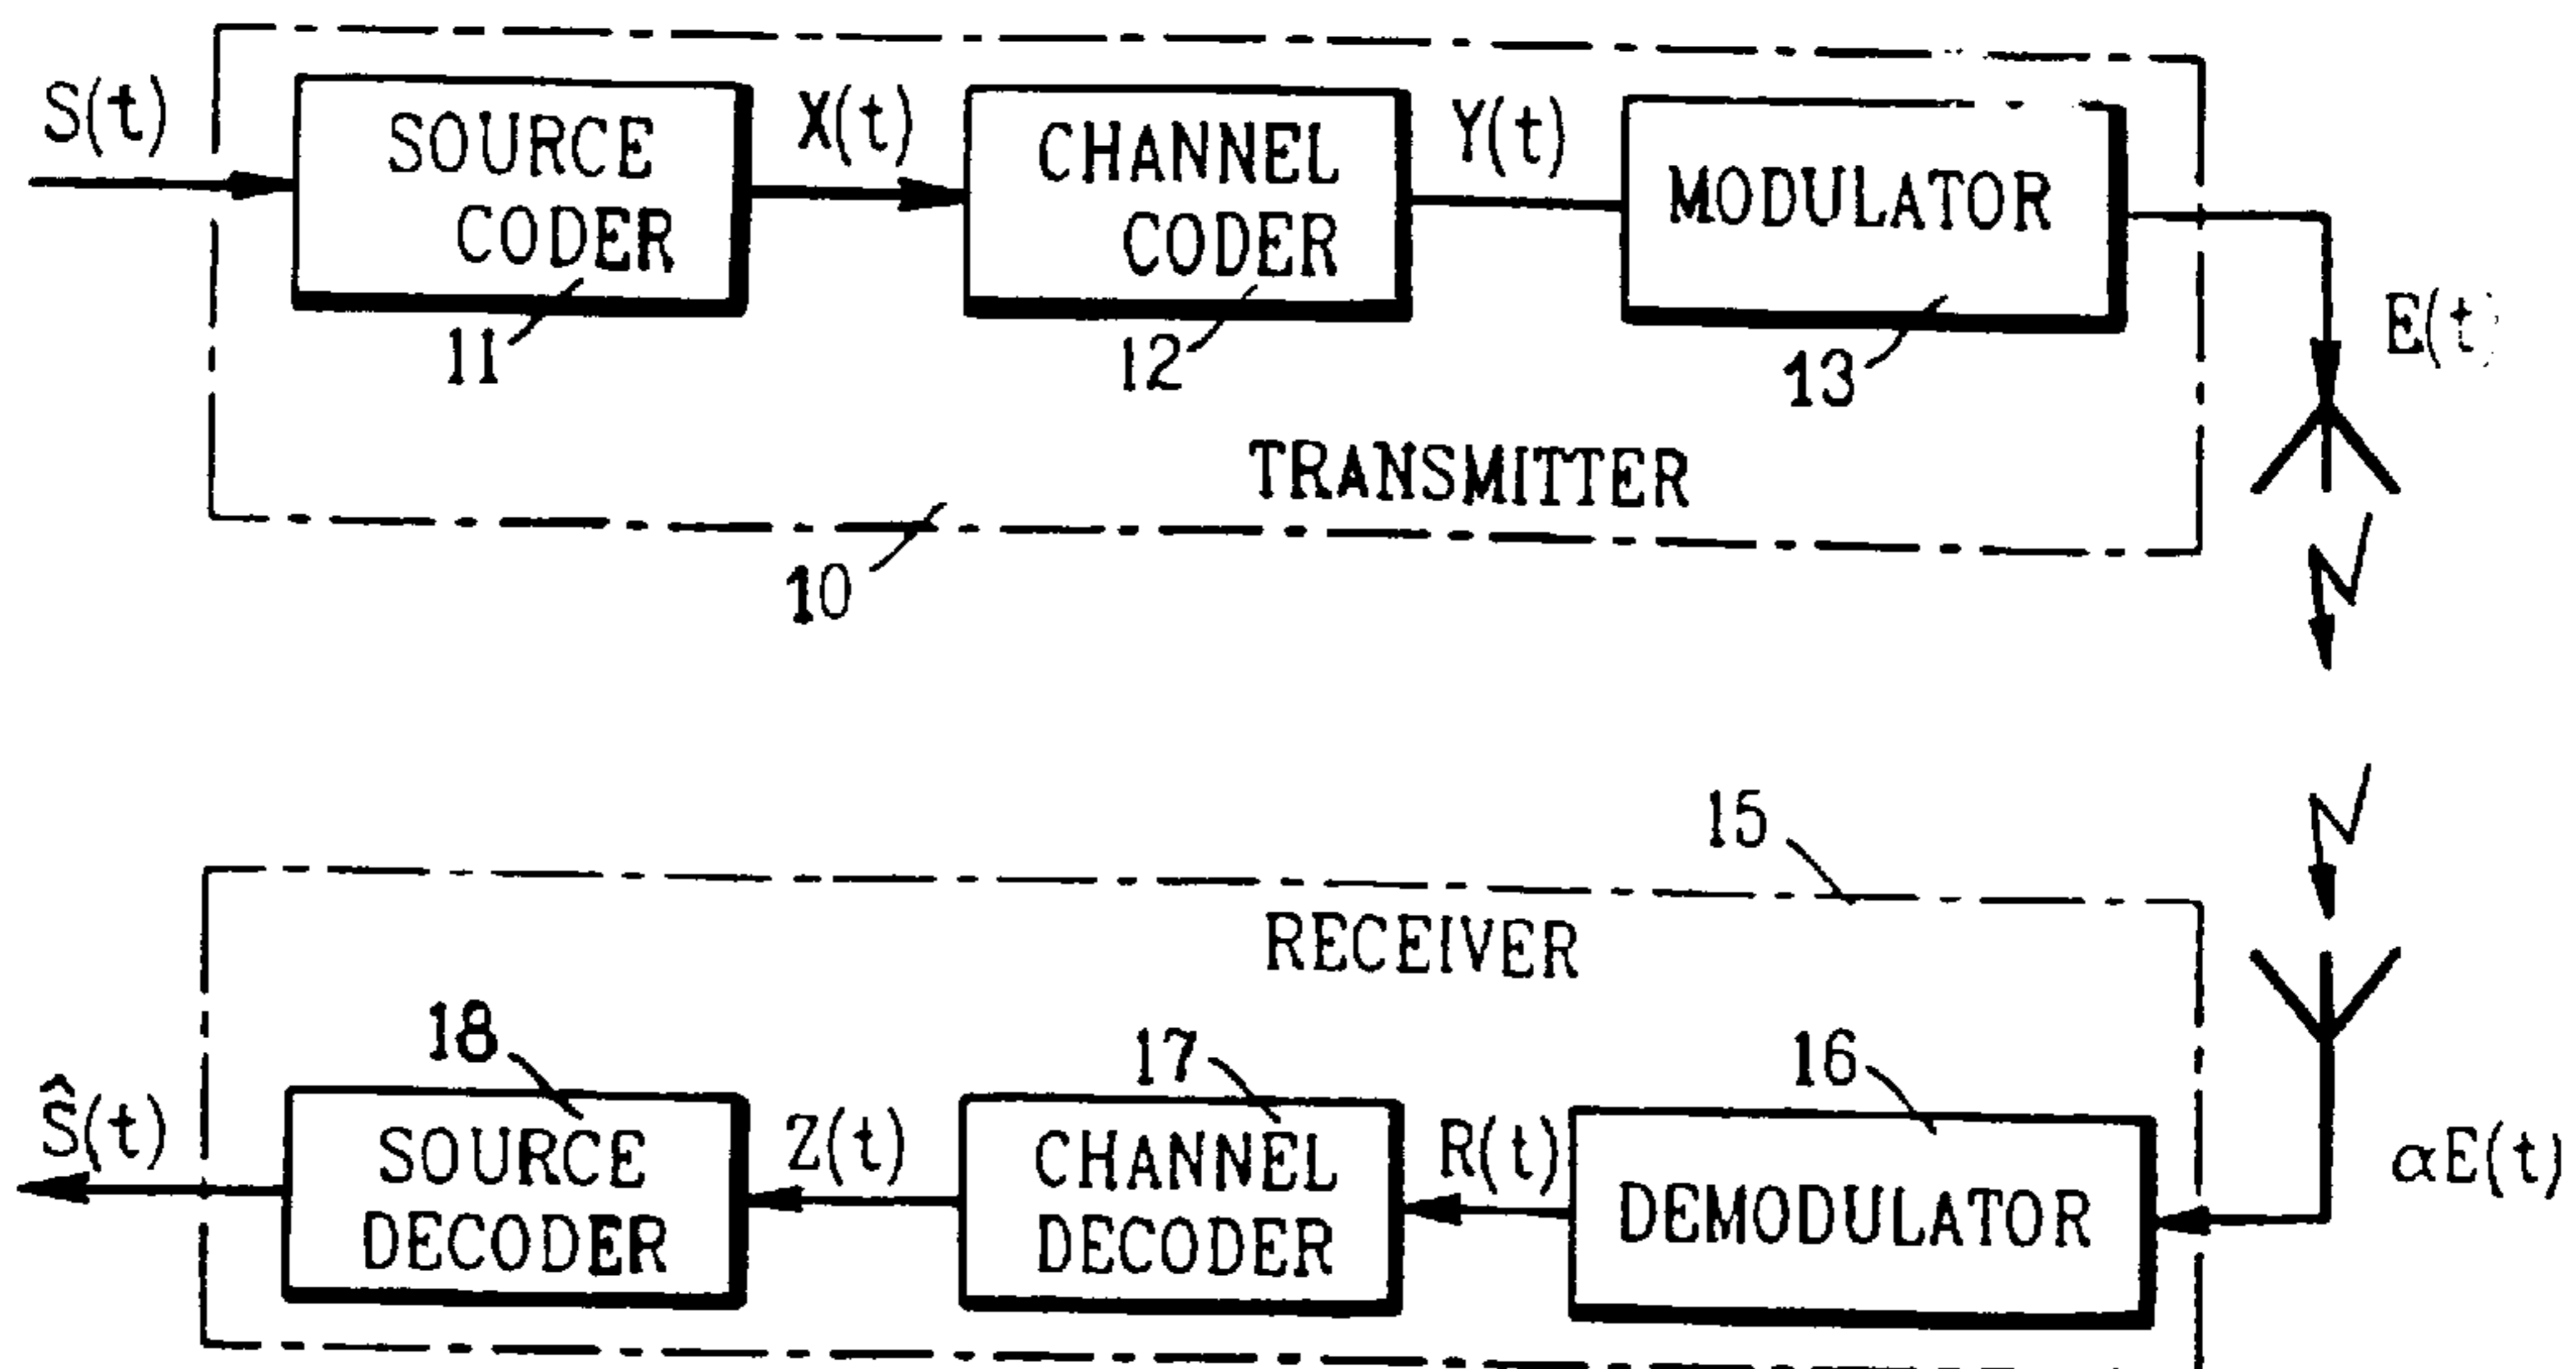 S(t)
SOURCE
CODER
11
X(t)
CHANNEL
CODER
12
Y(t)
MODULATOR
13
E(t)
TRANSMITTER
10
15
RECEIVER
Ŝ(t)
18
SOURCE
DECODER
Z(t)
17
CHANNEL
DECODER
R(t)
16
DEMODULATOR
αE(t)